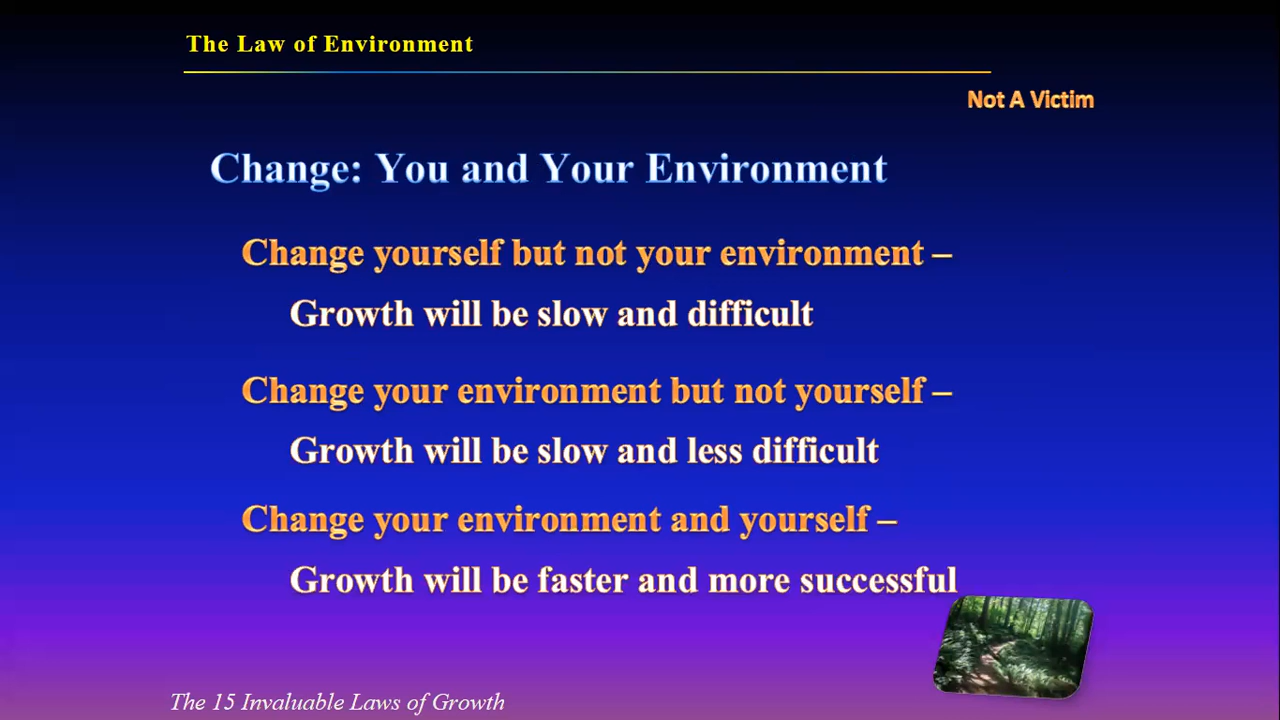 The Law of Environment
Not A Victim
Change: You and Your Environment
Change yourself but not your environment –
Growth will be slow and difficult
Change your environment but not yourself –
Growth will be slow and less difficult
Change your environment and yourself –
Growth will be faster and more successful
The 15 Invaluable Laws of Growth